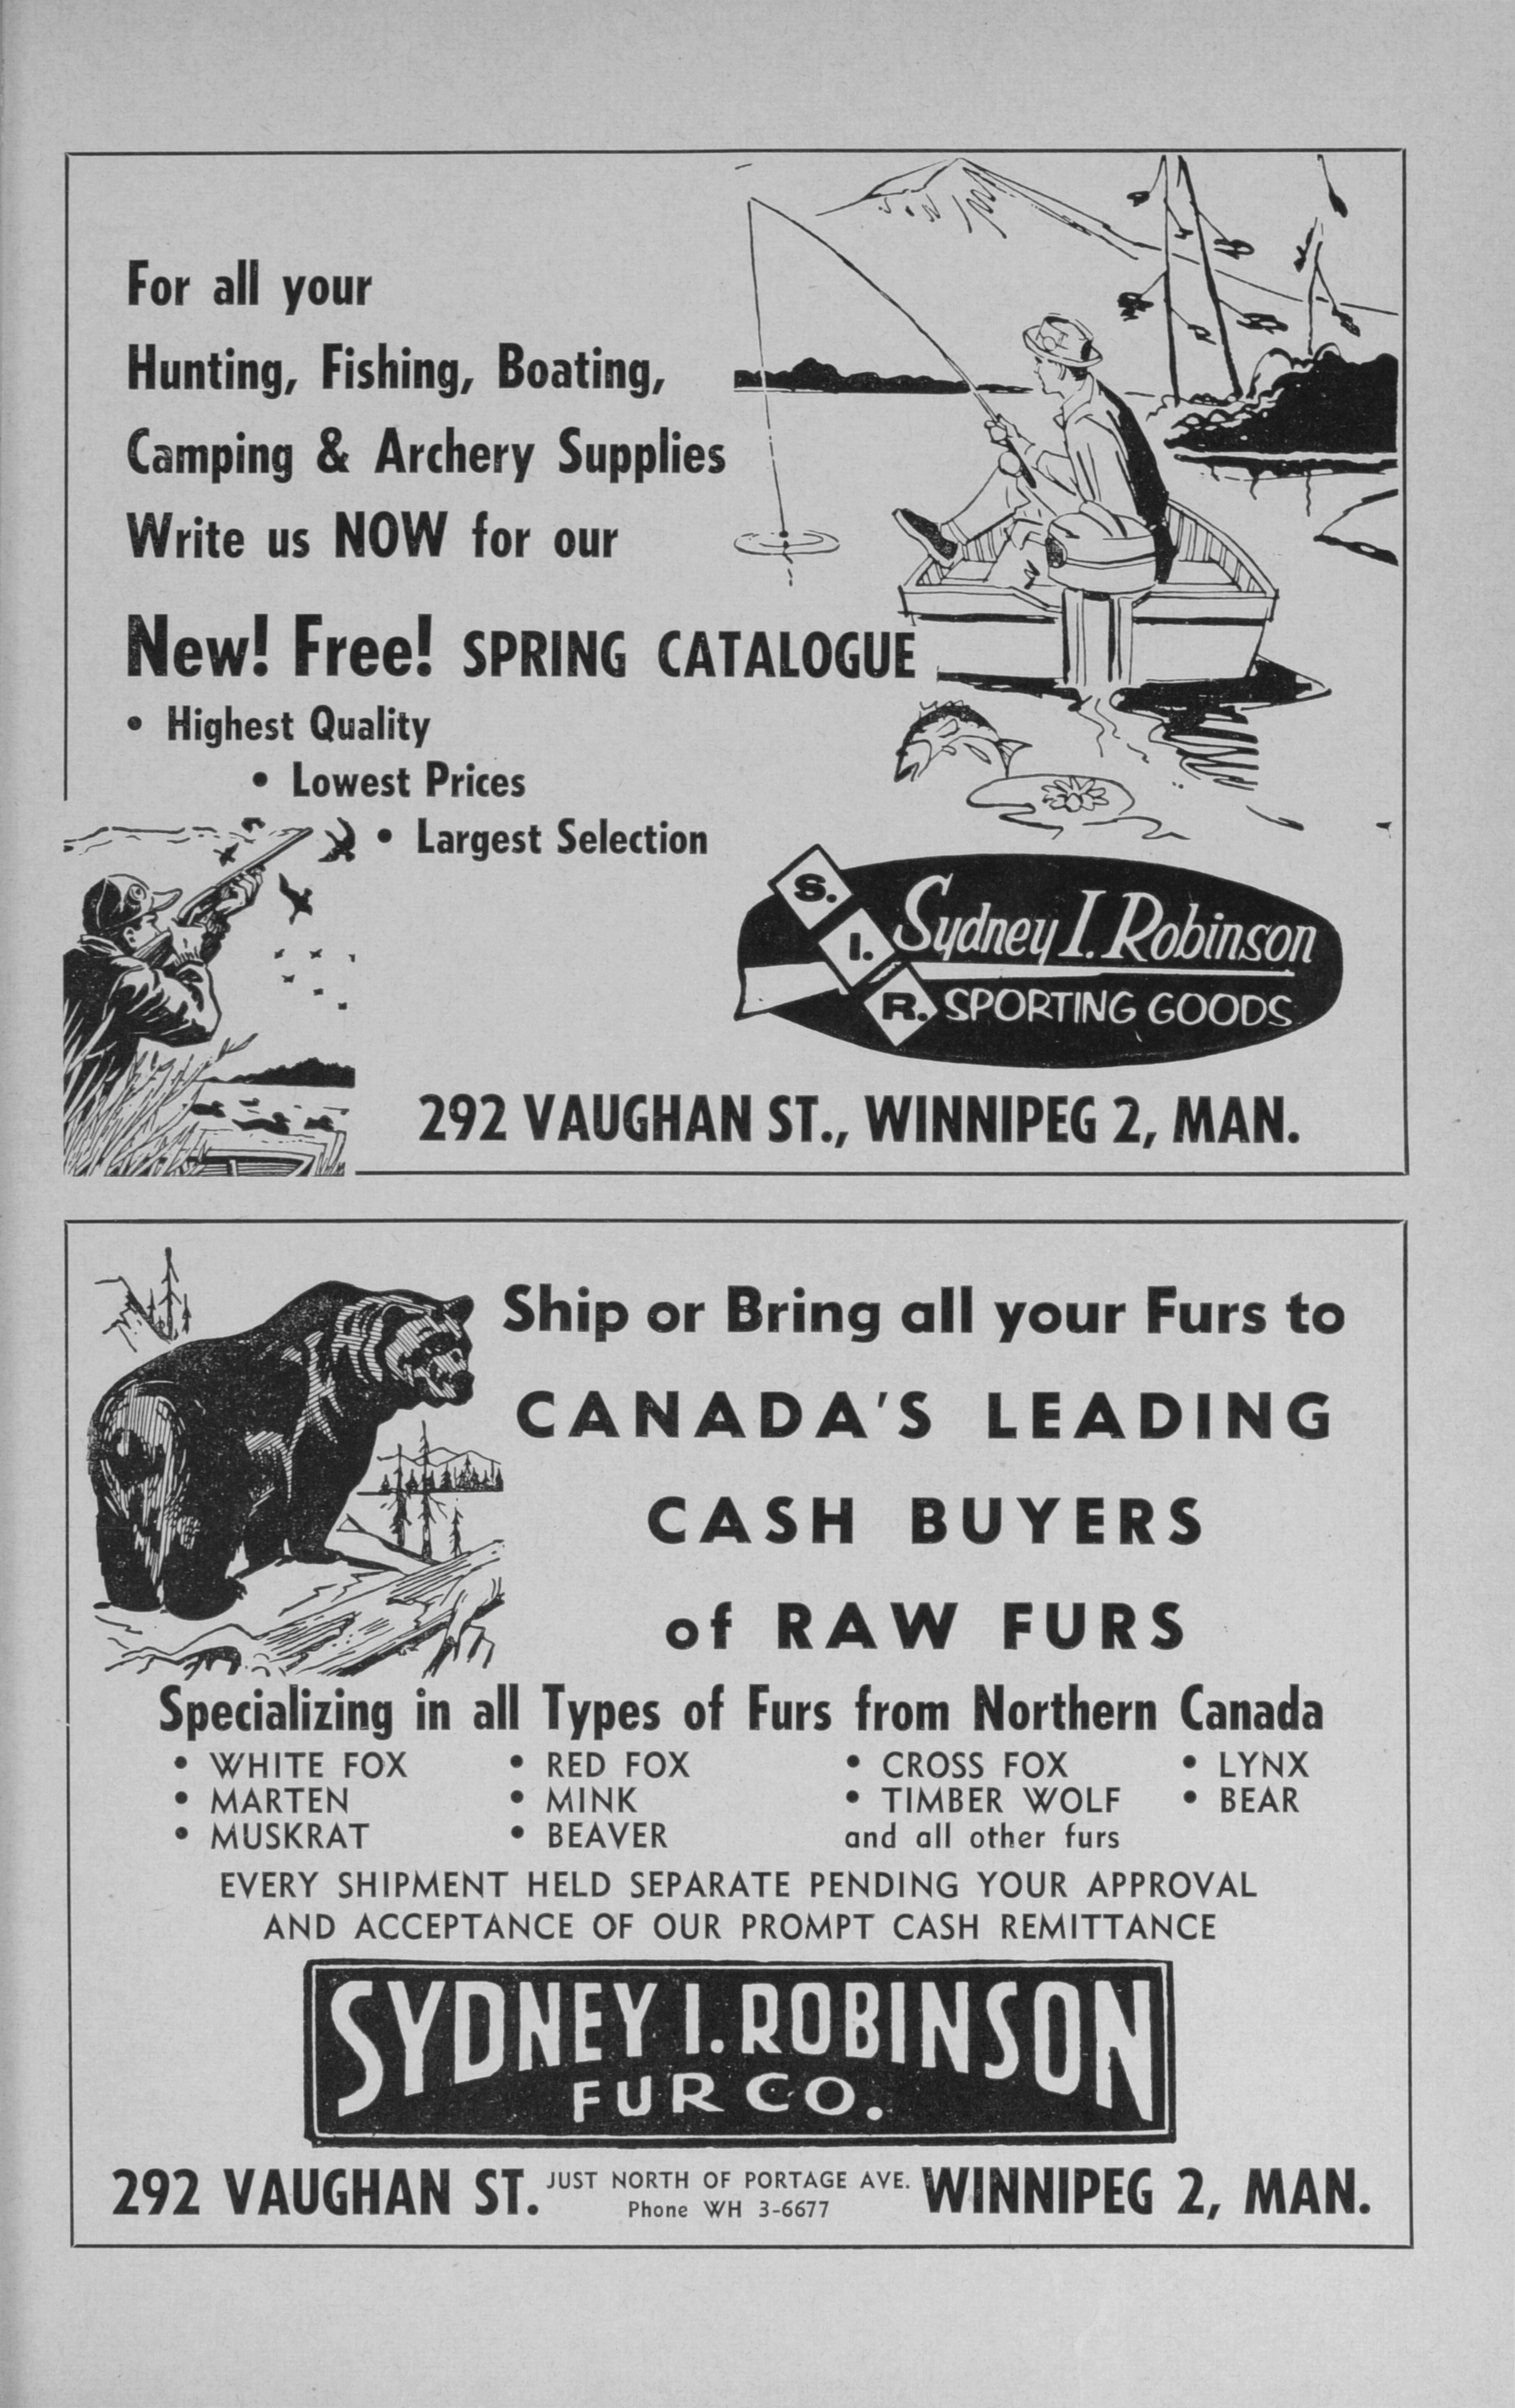 For all your
Hunting, Fishing, Boating,
Camping & Archery Supplies
Write us NOW for our
New! Free! SPRING CATALOGUE
• Highest Quality
• Lowest Prices
• Largest Selection
S. I. R.
Sydney I. Robinson
SPORTING GOODS
292 VAUGHAN ST., WINNIPEG 2, MAN.
Ship or Bring all your Furs to
CANADA'S LEADING
CASH BUYERS
of RAW FURS
Specializing in all Types of Furs from Northern Canada
• WHITE FOX • RED FOX • CROSS FOX • LYNX
• MARTEN • MINK • TIMBER WOLF • BEAR
• MUSKRAT • BEAVER and all other furs
EVERY SHIPMENT HELD SEPARATE PENDING YOUR APPROVAL
AND ACCEPTANCE OF OUR PROMPT CASH REMITTANCE
SYDNEY I. ROBINSON
FUR CO.
292 VAUGHAN ST. JUST NORTH OF PORTAGE AVE. WINNIPEG 2, MAN.
Phone WH 3-6677